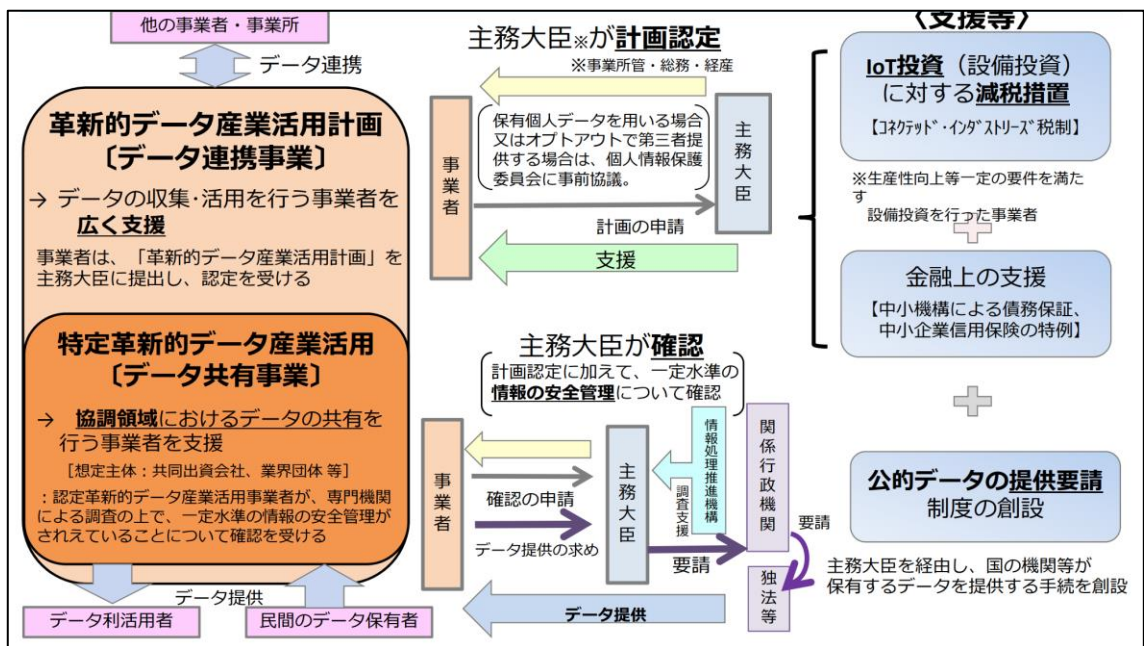 他の事業者・事業所
データ連携
革新的データ産業活用計画
〔データ連携事業〕
→ データの収集･活用を行う事業者を
広く支援
事業者は、「革新的データ産業活用計画」を
主務大臣に提出し、認定を受ける
特定革新的データ産業活用
〔データ共有事業〕
→ 協調領域におけるデータの共有を
行う事業者を支援
［想定主体：共同出資会社、業界団体 等］
：認定革新的データ産業活用事業者が、専門機関
による調査の上で、一定水準の情報の安全管理が
されえていることについて確認を受ける
データ提供
データ利活用者
民間のデータ保有者
主務大臣※が計画認定
※事業所管・総務・経産
事業者
保有個人データを用いる場合
又はオプトアウトで第三者提
供する場合は、個人情報保護
委員会に事前協議。
主務大臣
計画の申請
支援
主務大臣が確認
計画認定に加えて、一定水準の
情報の安全管理について確認
事業者
確認の申請
データ提供の求め
主務大臣
情報処理推進機構
調査支援
関係行政機関
要請
要請
独法等
データ提供
〈支援等〉
IoT投資（設備投資）
に対する減税措置
【ｺﾈｸﾃｯﾄﾞ･ｲﾝﾀﾞｽﾄﾘｰｽﾞ税制】
※生産性向上等一定の要件を満た
す
設備投資を行った事業者
金融上の支援
【中小機構による債務保証、
中小企業信用保険の特例】
公的データの提供要請
制度の創設
主務大臣を経由し、国の機関等が
保有するデータを提供する手続を創設